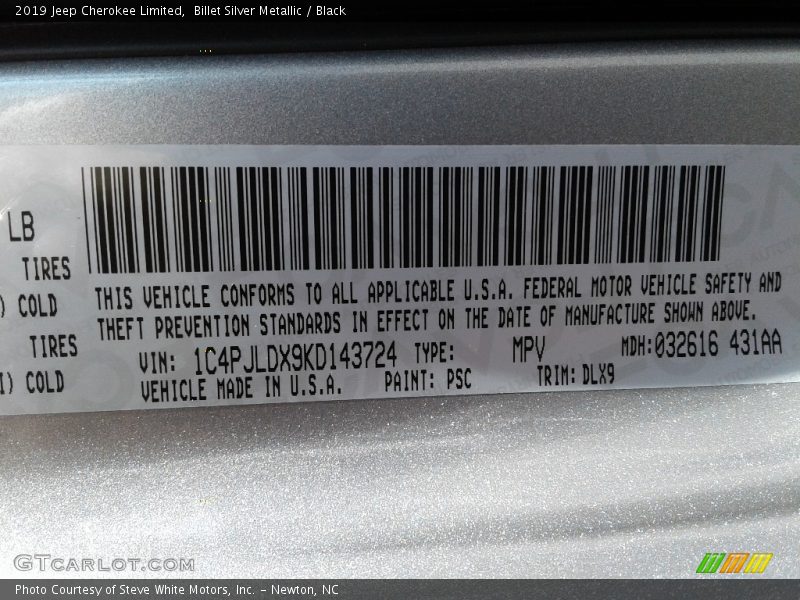 2019 Jeep Cherokee Limited, Billet Silver Metallic / Black
LB
TIRES
) COLD
TIRES
I) COLD
THIS VEHICLE CONFORMS TO ALL APPLICABLE U.S.A. FEDERAL MOTOR VEHICLE SAFETY AND
THEFT PREVENTION STANDARDS IN EFFECT ON THE DATE OF MANUFACTURE SHOWN ABOVE.
VIN: 1C4PJLDX9KD143724 TYPE: MPV MDH:032616 431AA
VEHICLE MADE IN U.S.A. PAINT: PSC TRIM: DLX9
GTCARLOT.COM
Photo Courtesy of Steve White Motors, Inc. – Newton, NC